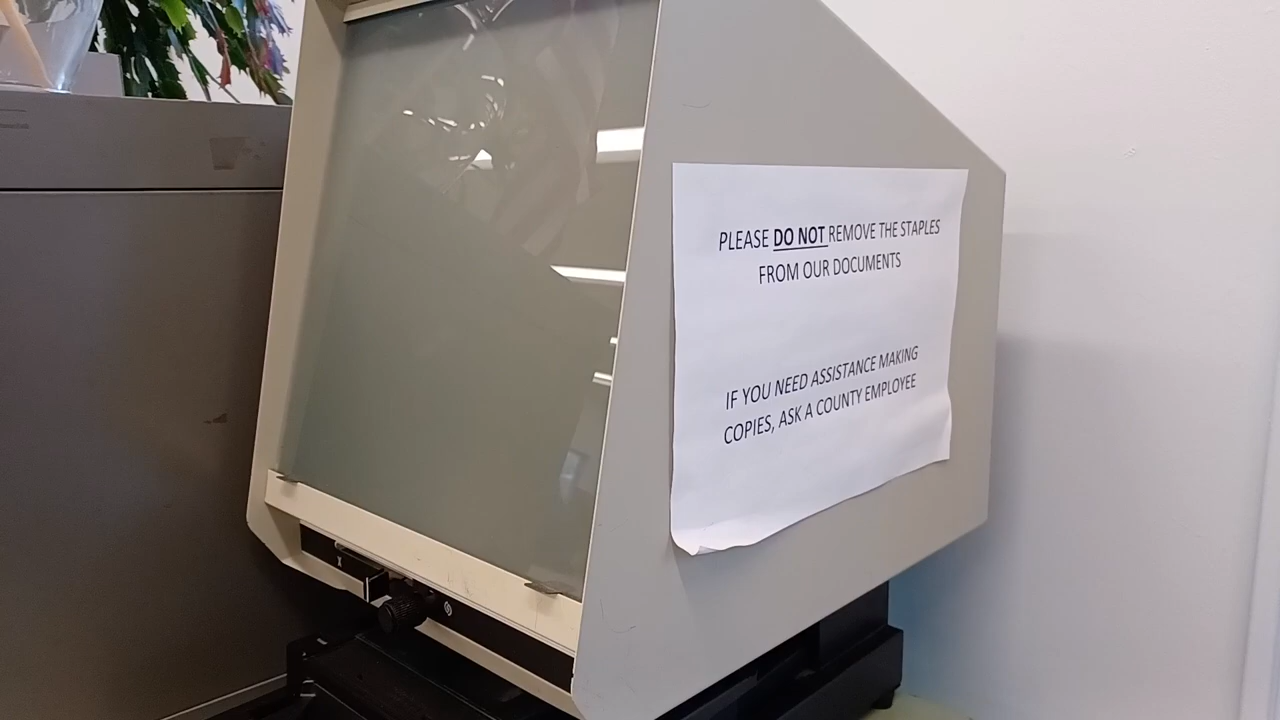 PLEASE DO NOT REMOVE THE STAPLES
FROM OUR DOCUMENTS
IF YOU NEED ASSISTANCE MAKING
COPIES, ASK A COUNTY EMPLOYEE